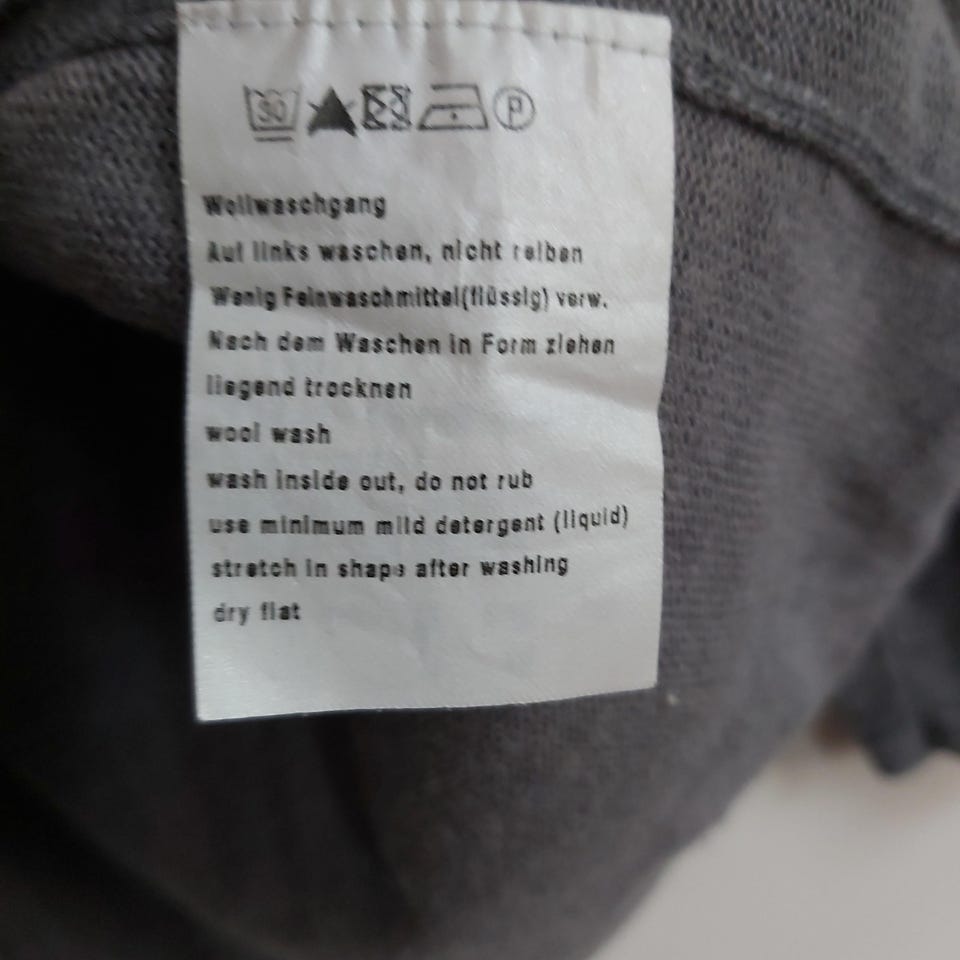 30 P
Wollwaschgang
Auf links waschen, nicht reiben
Wenig Feinwaschmittel(flüssig) verw.
Nach dem Waschen in Form ziehen
liegend trocknen
wool wash
wash inside out, do not rub
use minimum mild detergent (liquid)
stretch in shape after washing
dry flat